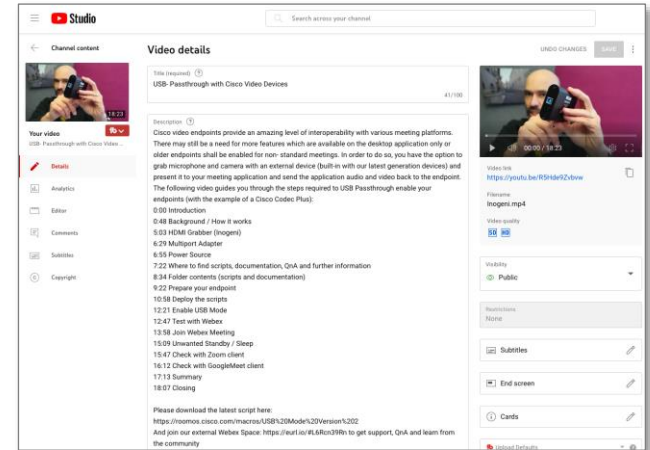 Studio
Search across your channel
Channel content
Video details
UNDO CHANGES
SAVE
Title (required)
USB- Passthrough with Cisco Video Devices
41/100
18:23
Your video
USB- Passthrough with Cisco Video ...
Details
Analytics
Editor
Comments
Subtitles
Copyright
Description
Cisco video endpoints provide an amazing level of interoperability with various meeting platforms.
There may still be a need for more features which are available on the desktop application only or
older endpoints shall be enabled for non- standard meetings. In order to do so, you have the option to
grab microphone and camera with an external device (built-in with our latest generation devices) and
present it to your meeting application and send the application audio and video back to the endpoint.
The following video guides you through the steps required to USB Passthrough enable your
endpoints (with the example of a Cisco Codec Plus):
0:00 Introduction
0:48 Background / How it works
5:03 HDMI Grabber (Inogeni)
6:29 Multiport Adapter
6:55 Power Source
7:22 Where to find scripts, documentation, QnA and further information
8:34 Folder contents (scripts and documentation)
9:22 Prepare your endpoint
10:58 Deploy the scripts
12:21 Enable USB Mode
12:47 Test with Webex
13:58 Join Webex Meeting
15:09 Unwanted Standby / Sleep
15:47 Check with Zoom client
16:12 Check with GoogleMeet client
17:13 Summary
18:07 Closing
Please download the latest script here:
https://roomos.cisco.com/macros/USB%20Mode%20Version%202
And join our external Webex Space: https://eurl.io/#L6Rcn39Rn to get support, QnA and learn from
the community
00:00 / 18:23
Video link
https://youtu.be/R5Hde9Zvbvw
Filename
Inogeni.mp4
Video quality
SD HD
Visibility
Public
Restrictions
None
Subtitles
End screen
Cards
Upload Defaults